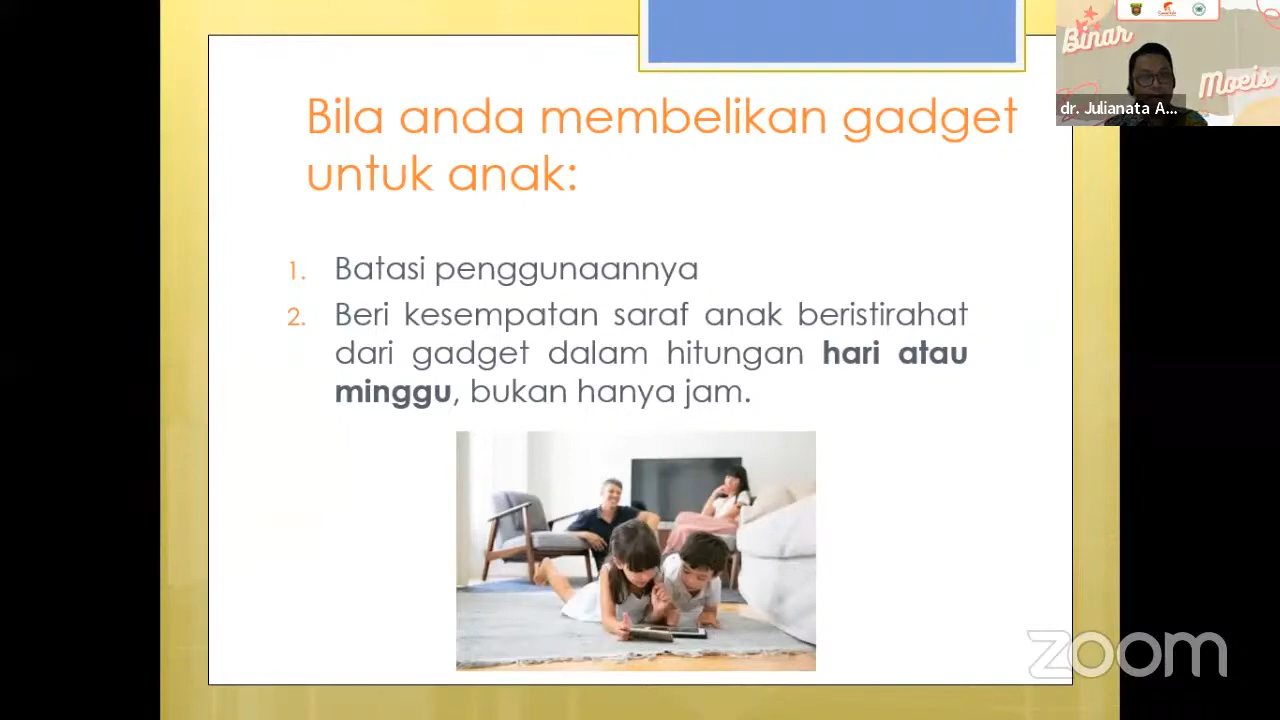 Bila anda membelikan gadget
untuk anak:
1. Batasi penggunaannya
2. Beri kesempatan saraf anak beristirahat
dari gadget dalam hitungan hari atau
minggu, bukan hanya jam.
Binar
Moeis
dr. Julianata A...
zoom